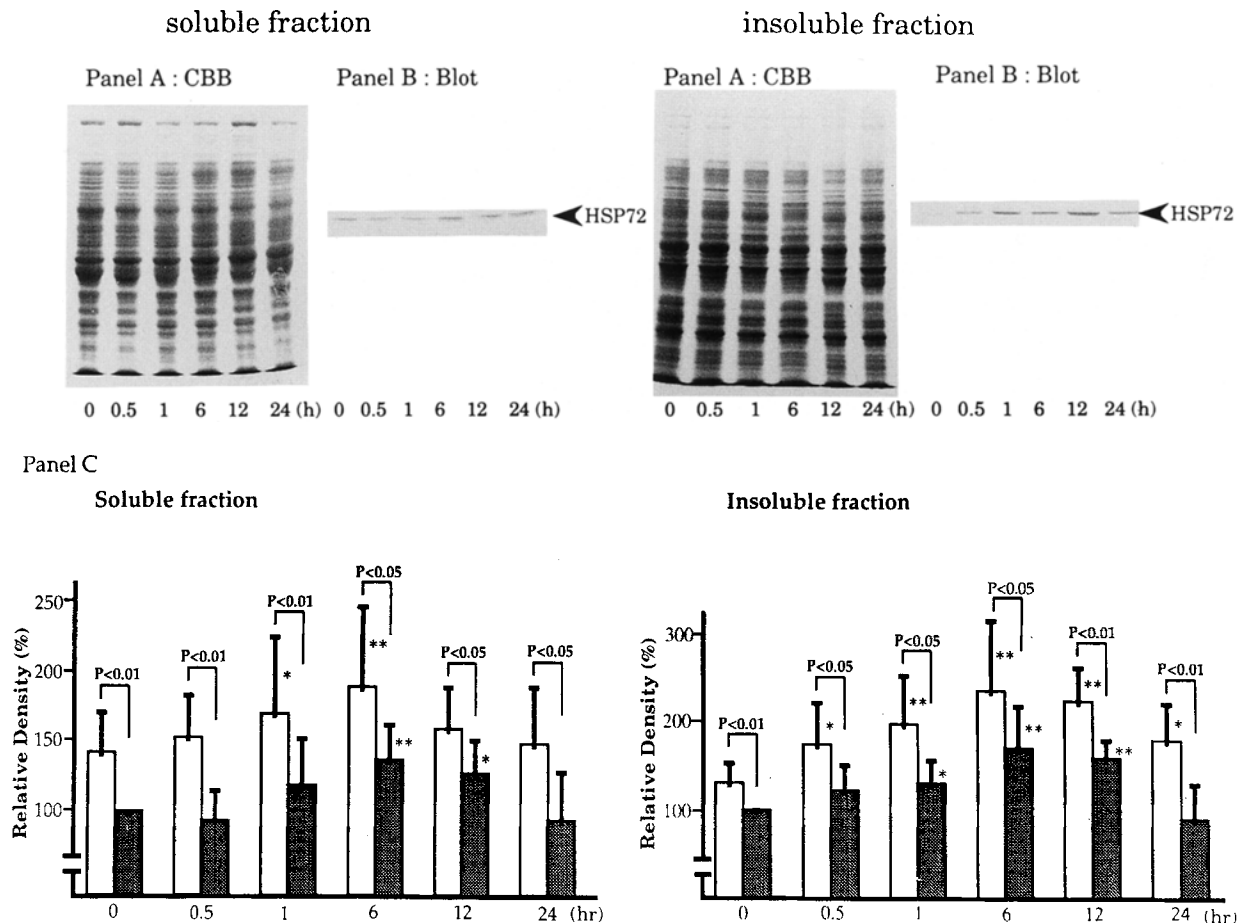 soluble fraction
insoluble fraction
Panel A : CBB
Panel B : Blot
Panel A : CBB
Panel B : Blot
HSP72
HSP72
0 0.5 1 6 12 24 (h)
0 0.5 1 6 12 24 (h)
0 0.5 1 6 12 24 (h)
0 0.5 1 6 12 24 (h)
Panel C
Soluble fraction
Insoluble fraction
Relative Density (%)
250
200
150
100
P<0.01
P<0.01
P<0.01
*
P<0.05
**
**
P<0.05
*
P<0.05
0 0.5 1 6 12 24 (hr)
Relative Density (%)
300
200
100
P<0.01
P<0.05
*
P<0.05
**
*
P<0.05
**
**
P<0.01
**
**
P<0.01
*
0 0.5 1 6 12 24 (hr)